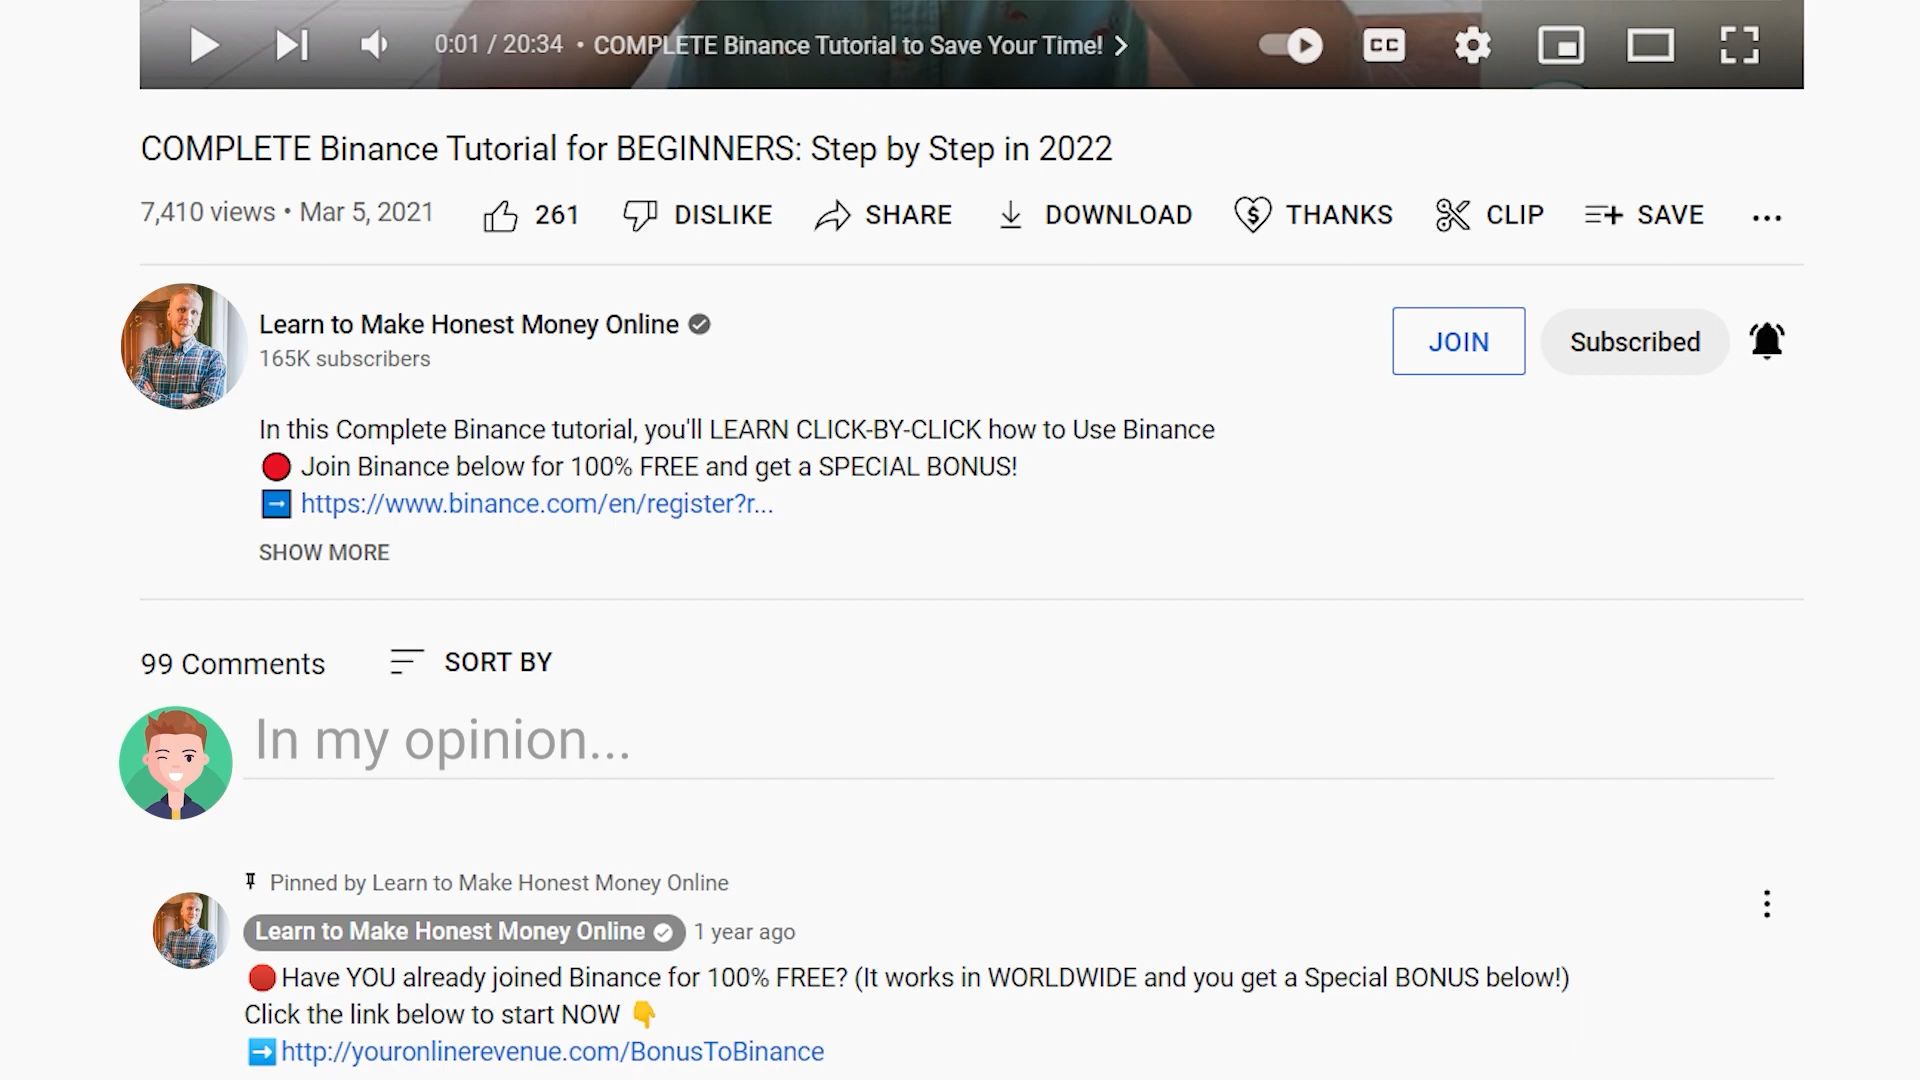 0:01 / 20:34 • COMPLETE Binance Tutorial to Save Your Time!
CC
COMPLETE Binance Tutorial for BEGINNERS: Step by Step in 2022
7,410 views • Mar 5, 2021 261 DISLIKE SHARE DOWNLOAD THANKS CLIP SAVE ...
Learn to Make Honest Money Online
165K subscribers
JOIN Subscribed
In this Complete Binance tutorial, you'll LEARN CLICK-BY-CLICK how to Use Binance
🔴 Join Binance below for 100% FREE and get a SPECIAL BONUS!
➡️ https://www.binance.com/en/register?r...
SHOW MORE
99 Comments SORT BY
In my opinion...
Pinned by Learn to Make Honest Money Online
Learn to Make Honest Money Online 1 year ago
🔴Have YOU already joined Binance for 100% FREE? (It works in WORLDWIDE and you get a Special BONUS below!)
Click the link below to start NOW 👇
➡️http://youronlinerevenue.com/BonusToBinance